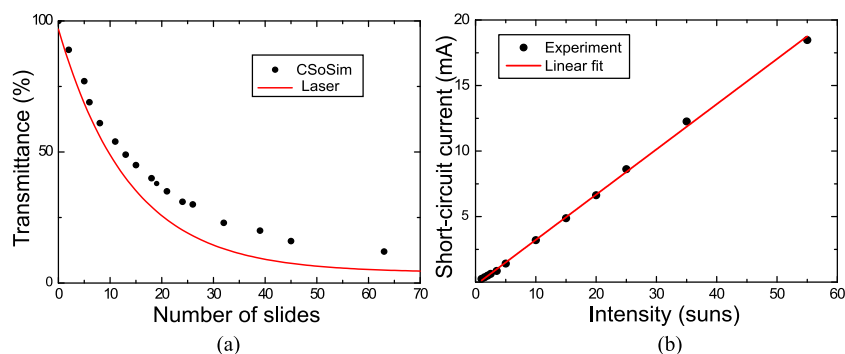 100
50
0
Transmittance (%)
CSoSim
Laser
0 10 20 30 40 50 60 70
Number of slides
(a)
20
15
10
5
Short-circuit current (mA)
Experiment
Linear fit
0 10 20 30 40 50 60
Intensity (suns)
(b)